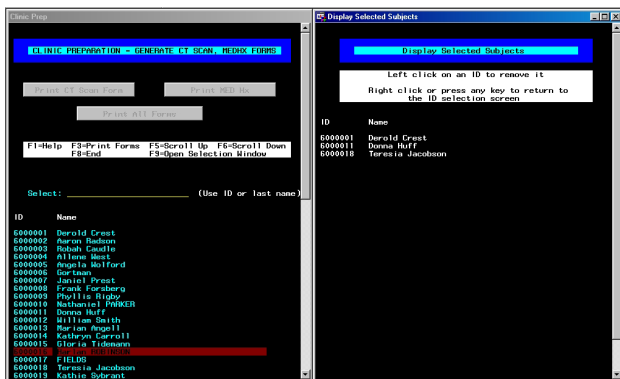 Clinic Prep
CLINIC PREPARATION - GENERATE CT SCAN, MEDHX FORMS
Print CT Scan Form Print MED Hx
Print All Forms
F1=Help F3=Print Forms F5=Scroll Up F6=Scroll Down
F8=End F9=Open Selection Window
Select: (Use ID or last name)
ID Name
6000001 Derold Crest
6000002 Aaron Radson
6000003 Robah Caudle
6000004 Allene West
6000005 Angela Wolford
6000006 Gortman
6000007 Janiel Prest
6000008 Frank Forsberg
6000009 Phyllis Rigby
6000010 Nathaniel PARKER
6000011 Donna Huff
6000012 William Smith
6000013 Marian Angell
6000014 Kathryn Carroll
6000015 Gloria Tidemann
6000016 ROBINSON
6000017 FIELDS
6000018 Teresia Jacobson
6000019 Kathie Sybrant
Display Selected Subjects
Display Selected Subjects
Left click on an ID to remove it
Right click or press any key to return to
the ID selection screen
ID Name
6000001 Derold Crest
6000011 Donna Huff
6000018 Teresia Jacobson